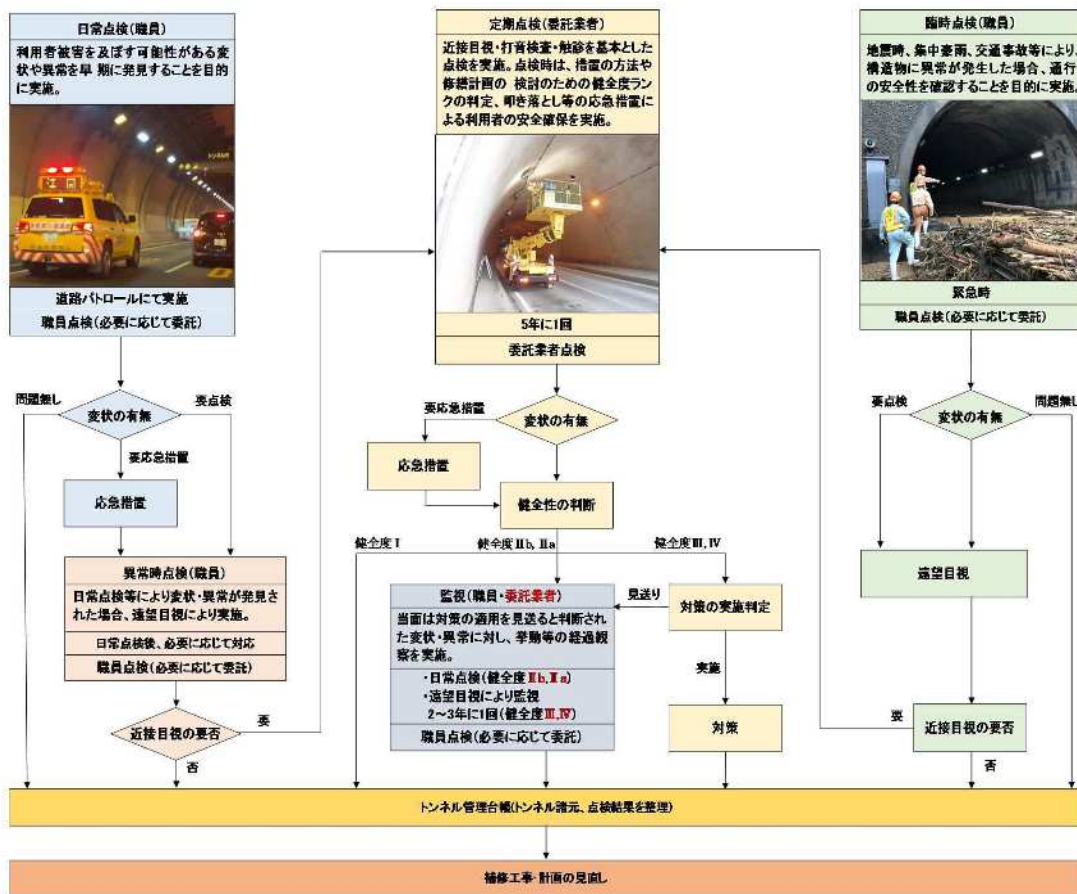 日常点検(職員)
利用者被害を及ぼす可能性がある変
状や異常を早 期に発見することを目的
に実施。
道路パトロールにて実施
職員点検(必要に応じて委託)
変状の有無
問題無し
要点検
要応急措置
応急措置
異常時点検(職員)
日常点検等により変状・異常が発見さ
れた場合、遠望目視により実施。
日常点検後、必要に応じて対応
職員点検(必要に応じて委託)
近接目視の要否
要
否
定期点検(委託業者)
近接目視・打音検査・触診を基本とした
点検を実施。点検時は、措置の方法や
修繕計画の 検討のための健全度ラン
クの判定、叩き落とし等の応急措置に
よる利用者の安全確保を実施。
5年に1回
委託業者点検
要応急措置
変状の有無
応急措置
健全性の判断
健全度Ⅰ
健全度Ⅱb,Ⅱa
健全度Ⅲ,Ⅳ
監視(職員・委託業者)
当面は対策の適用を見送ると判断され
た変状・異常に対し、挙動等の経過観
察を実施。
・日常点検(健全度Ⅱb,Ⅱa)
・遠望目視により監視
2～3年に1回(健全度Ⅲ,Ⅳ)
職員点検(必要に応じて委託)
見送り
対策の実施判定
実施
対策
臨時点検(職員)
地震時、集中豪雨、交通事故等により、
構造物に異常が発生した場合、通行
の安全性を確認することを目的に実施。
緊急時
職員点検(必要に応じて委託)
要点検
変状の有無
問題無し
遠望目視
要
近接目視の要否
否
トンネル管理台帳(トンネル諸元、点検結果を整理)
補修工事・計画の見直し